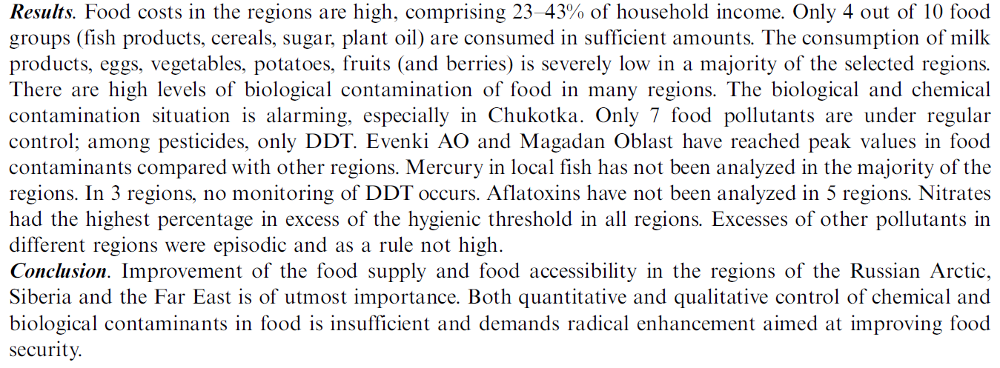 Results. Food costs in the regions are high, comprising 23–43% of household income. Only 4 out of 10 food
groups (fish products, cereals, sugar, plant oil) are consumed in sufficient amounts. The consumption of milk
products, eggs, vegetables, potatoes, fruits (and berries) is severely low in a majority of the selected regions.
There are high levels of biological contamination of food in many regions. The biological and chemical
contamination situation is alarming, especially in Chukotka. Only 7 food pollutants are under regular
control; among pesticides, only DDT. Evenki AO and Magadan Oblast have reached peak values in food
contaminants compared with other regions. Mercury in local fish has not been analyzed in the majority of the
regions. In 3 regions, no monitoring of DDT occurs. Aflatoxins have not been analyzed in 5 regions. Nitrates
had the highest percentage in excess of the hygienic threshold in all regions. Excesses of other pollutants in
different regions were episodic and as a rule not high.
Conclusion. Improvement of the food supply and food accessibility in the regions of the Russian Arctic,
Siberia and the Far East is of utmost importance. Both quantitative and qualitative control of chemical and
biological contaminants in food is insufficient and demands radical enhancement aimed at improving food
security.